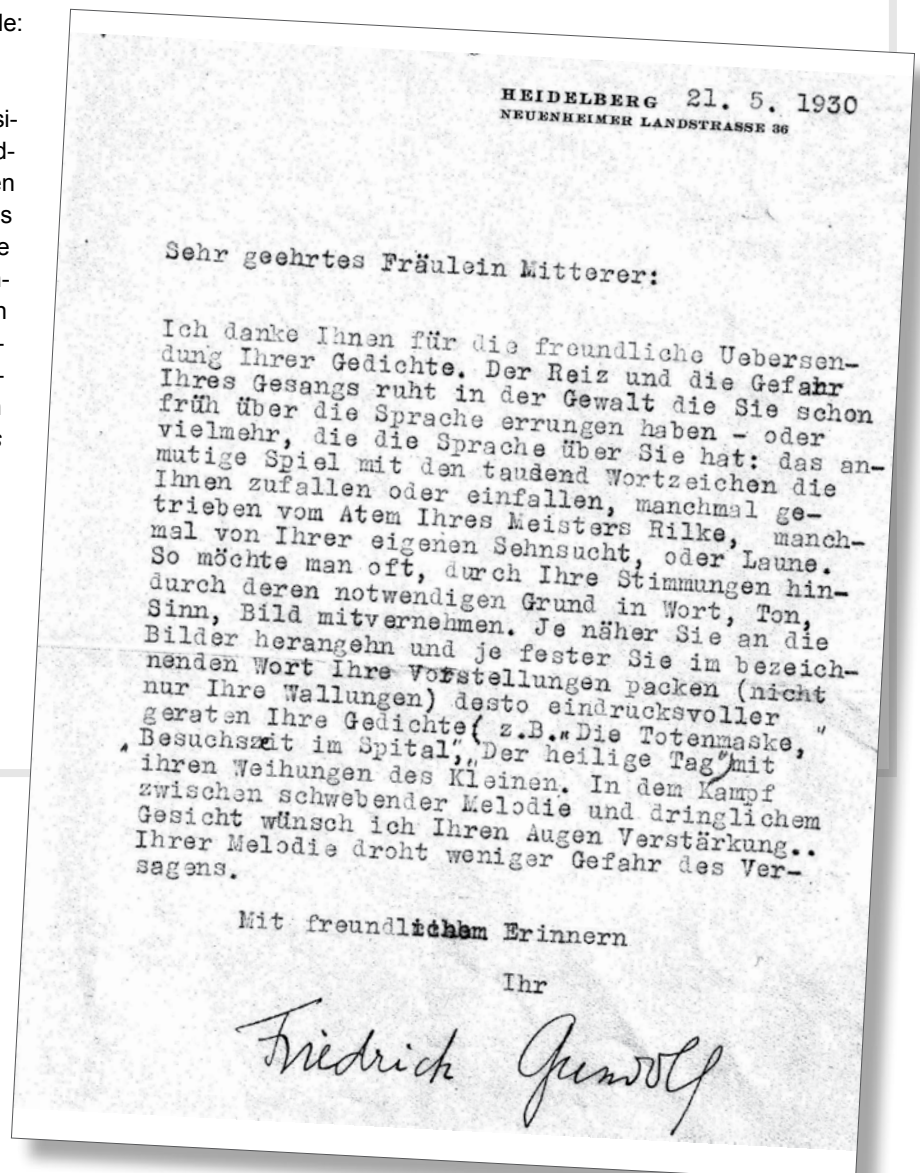 le:
si-
d-
en
s
e
n-
n
-
-
n
s
HEIDELBERG 21. 5. 1930
NEUENHEIMER LANDSTRASSE 36
Sehr geehrtes Fräulein Mitterer:
Ich danke Ihnen für die freundliche Uebersen-
dung Ihrer Gedichte. Der Reiz und die Gefahr
Ihres Gesangs ruht in der Gewalt die Sie schon
früh über die Sprache errungen haben - oder
vielmehr, die die Sprache über Sie hat: das an-
mutige Spiel mit den tausend Wortzeichen die
Ihnen zufallen oder einfallen, manchmal ge-
trieben vom Atem Ihres Meisters Rilke, manch-
mal von Ihrer eigenen Sehnsucht, oder Laune.
So möchte man oft, durch Ihre Stimmungen hin-
durch deren notwendigen Grund in Wort, Ton,
Sinn, Bild mitvernehmen. Je näher Sie an die
Bilder herangehn und je fester Sie im bezeich-
nenden Wort Ihre Vorstellungen packen (nicht
nur Ihre Wallungen) desto eindrucksvoller
geraten Ihre Gedichte( z.B.„Die Totenmaske,"
„Besuchszeit im Spital",„Der heilige Tag")mit
ihren Weihungen des Kleinen. In dem Kampf
zwischen schwebender Melodie und dringlichem
Gesicht wünsch ich Ihren Augen Verstärkung..
Ihrer Melodie droht weniger Gefahr des Ver-
sagens.
Mit freundlichem Erinnern
Ihr
Friedrich Gundolf